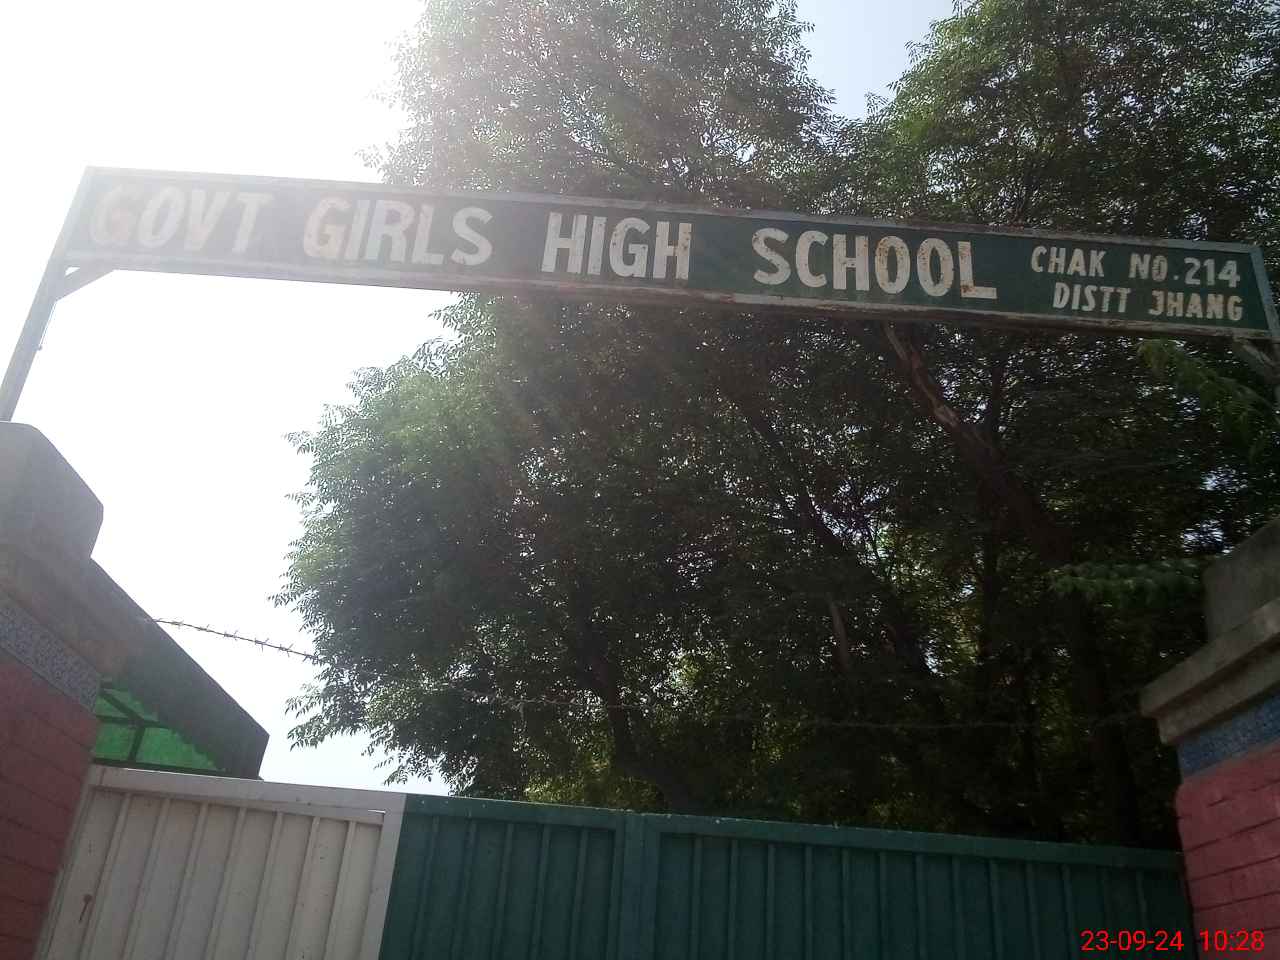 GOVT GIRLS HIGH SCHOOL
CHAK NO.214
DISTT JHANG
23-09-24 10:28